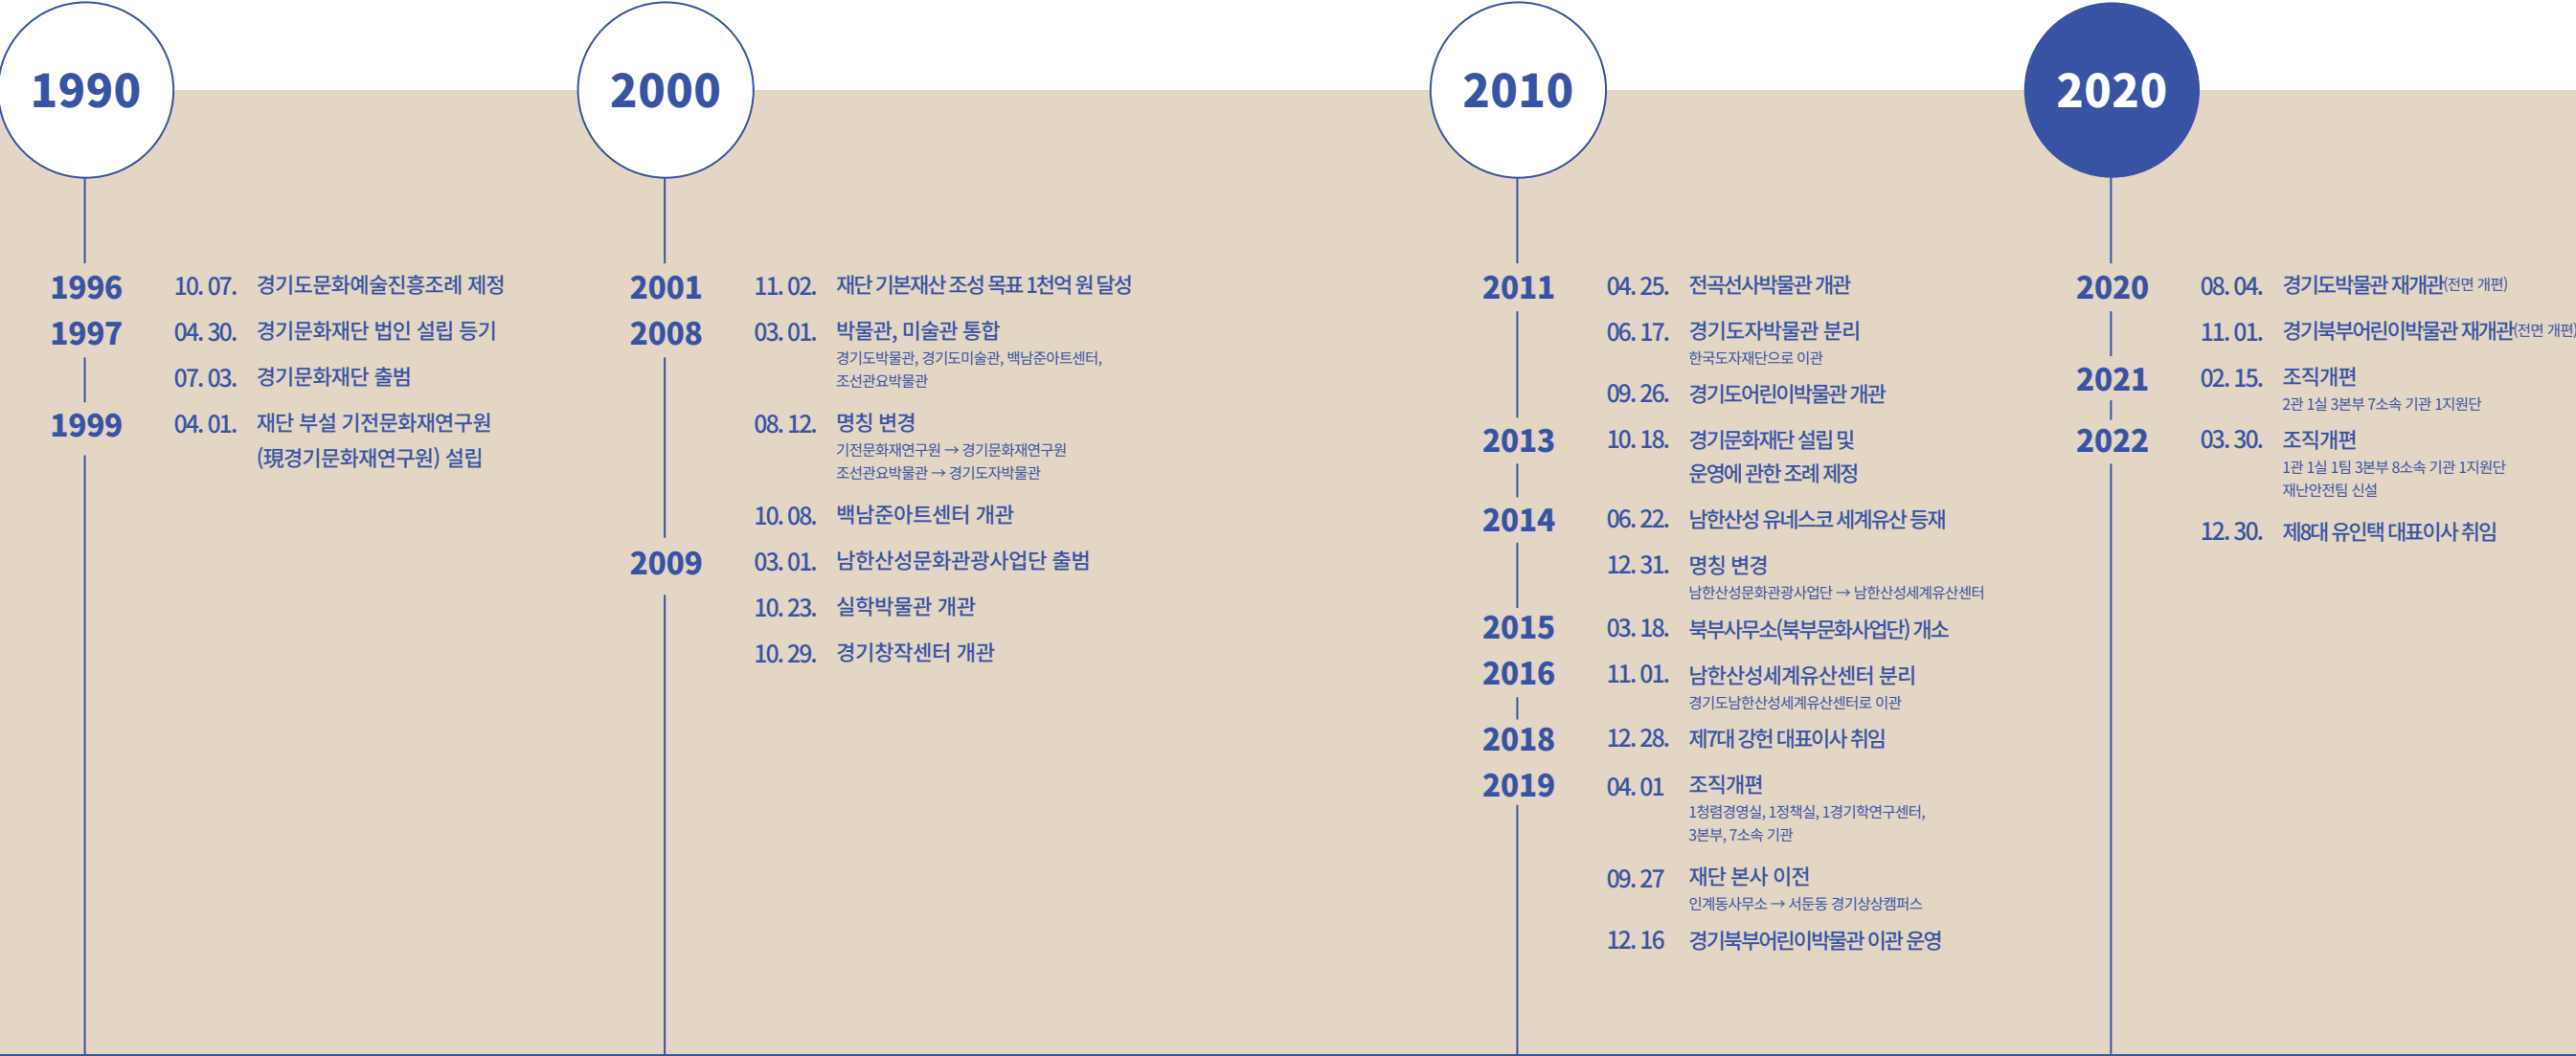 1990
1996 10. 07. 경기도문화예술진흥조례 제정
1997 04. 30. 경기문화재단 법인 설립 등기
07. 03. 경기문화재단 출범
1999 04. 01. 재단 부설 기전문화재연구원
(現경기문화재연구원) 설립
2000
2001 11. 02. 재단 기본재산 조성 목표 1천억 원 달성
2008 03. 01. 박물관, 미술관 통합
경기도박물관, 경기도미술관, 백남준아트센터,
조선관요박물관
08. 12. 명칭 변경
기전문화재연구원 → 경기문화재연구원
조선관요박물관 → 경기도자박물관
10. 08. 백남준아트센터 개관
2009 03. 01. 남한산성문화관광사업단 출범
10. 23. 실학박물관 개관
10. 29. 경기창작센터 개관
2010
2011 04. 25. 전곡선사박물관 개관
06. 17. 경기도자박물관 분리
한국도자재단으로 이관
09. 26. 경기도어린이박물관 개관
2013 10. 18. 경기문화재단 설립 및
운영에 관한 조례 제정
2014 06. 22. 남한산성 유네스코 세계유산 등재
12. 31. 명칭 변경
남한산성문화관광사업단 → 남한산성세계유산센터
2015 03. 18. 북부사무소(북부문화사업단) 개소
2016 11. 01. 남한산성세계유산센터 분리
경기도남한산성세계유산센터로 이관
2018 12. 28. 제7대 강헌 대표이사 취임
2019 04. 01 조직개편
1청렴경영실, 1정책실, 1경기학연구센터,
3본부, 7소속 기관
09. 27 재단 본사 이전
인계동사무소 → 서둔동 경기상상캠퍼스
12. 16 경기북부어린이박물관 이관 운영
2020
2020 08. 04. 경기도박물관 재개관(전면 개편)
11. 01. 경기북부어린이박물관 재개관(전면 개편)
2021 02. 15. 조직개편
2관 1실 3본부 7소속 기관 1지원단
2022 03. 30. 조직개편
1관 1실 1팀 3본부 8소속 기관 1지원단
재난안전팀 신설
12. 30. 제8대 유인택 대표이사 취임